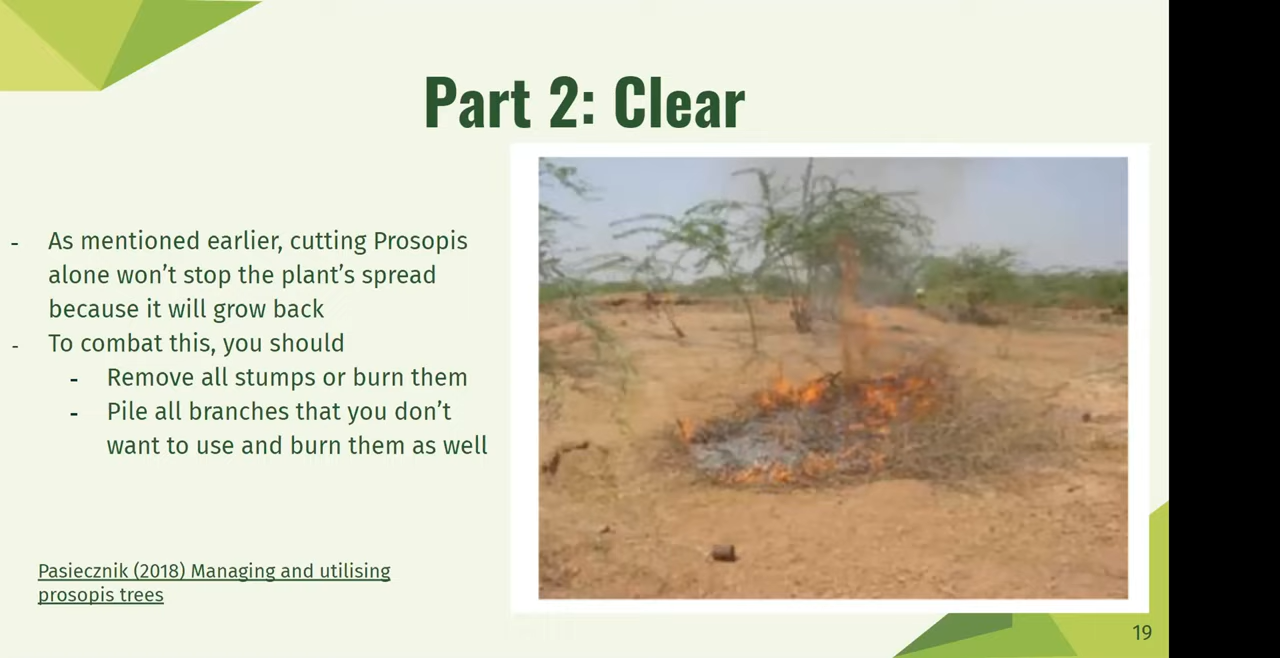 Part 2: Clear
- As mentioned earlier, cutting Prosopis
alone won’t stop the plant’s spread
because it will grow back
- To combat this, you should
- Remove all stumps or burn them
- Pile all branches that you don’t
want to use and burn them as well
Pasiecznik (2018) Managing and utilising
prosopis trees
19